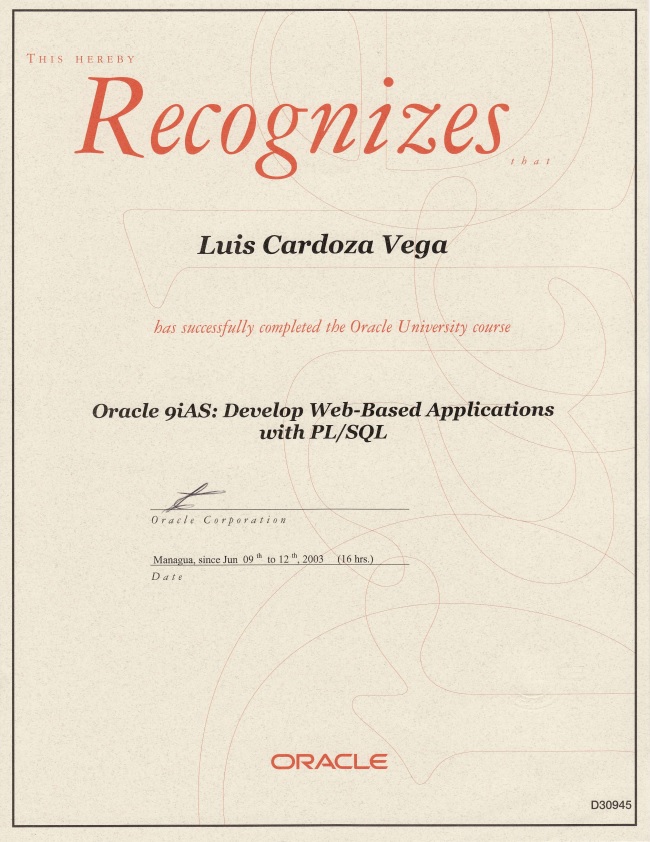 THIS HEREBY
Recognizes
that
Luis Cardoza Vega
has successfully completed the Oracle University course
Oracle 9iAS: Develop Web-Based Applications
with PL/SQL
Oracle Corporation
Managua, since Jun 09 th to 12 th, 2003 (16 hrs.)
Date
ORACLE
D30945